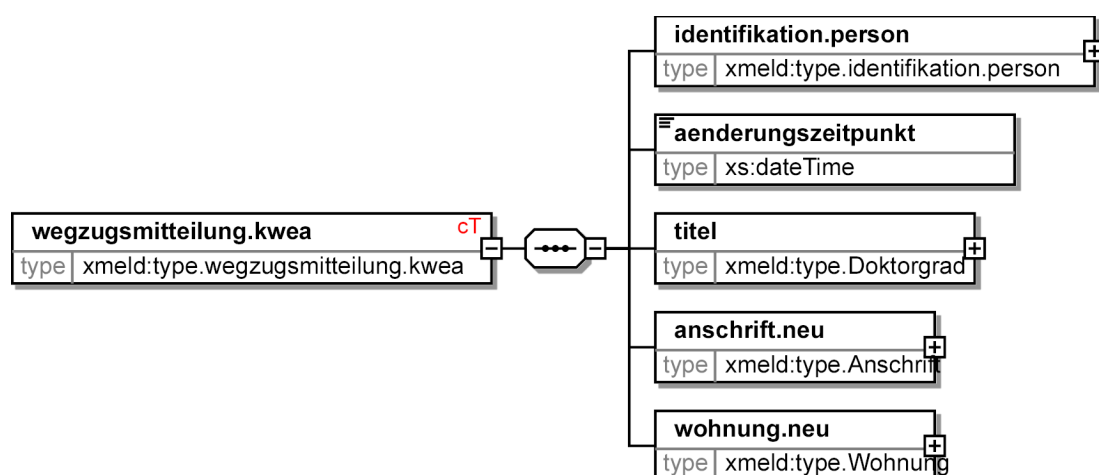 identifikation.person
type xmeld:type.identifikation.person
aenderungszeitpunkt
type xs:dateTime
wegzugsmitteilung.kwea cT
type xmeld:type.wegzugsmitteilung.kwea
titel
type xmeld:type.Doktorgrad
anschrift.neu
type xmeld:type.Anschrift
wohnung.neu
type xmeld:type.Wohnung